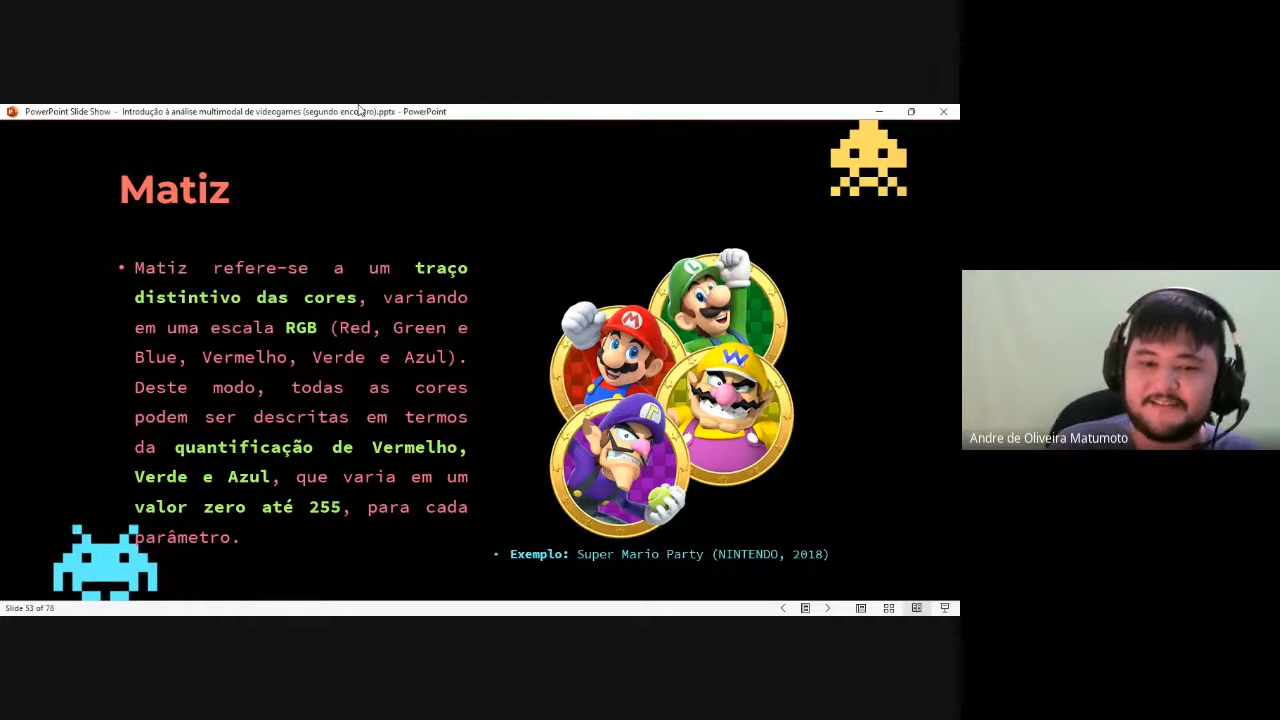 PowerPoint Slide Show - Introdução à análise multimodal de videogames (segundo encontro).pptx - PowerPoint
Matiz
• Matiz refere-se a um traço
distintivo das cores, variando
em uma escala RGB (Red, Green e
Blue, Vermelho, Verde e Azul).
Deste modo, todas as cores
podem ser descritas em termos
da quantificação de Vermelho,
Verde e Azul, que varia em um
valor zero até 255, para cada
parâmetro.
M
L
W
• Exemplo: Super Mario Party (NINTENDO, 2018)
Andre de Oliveira Matumoto
Slide 53 of 78